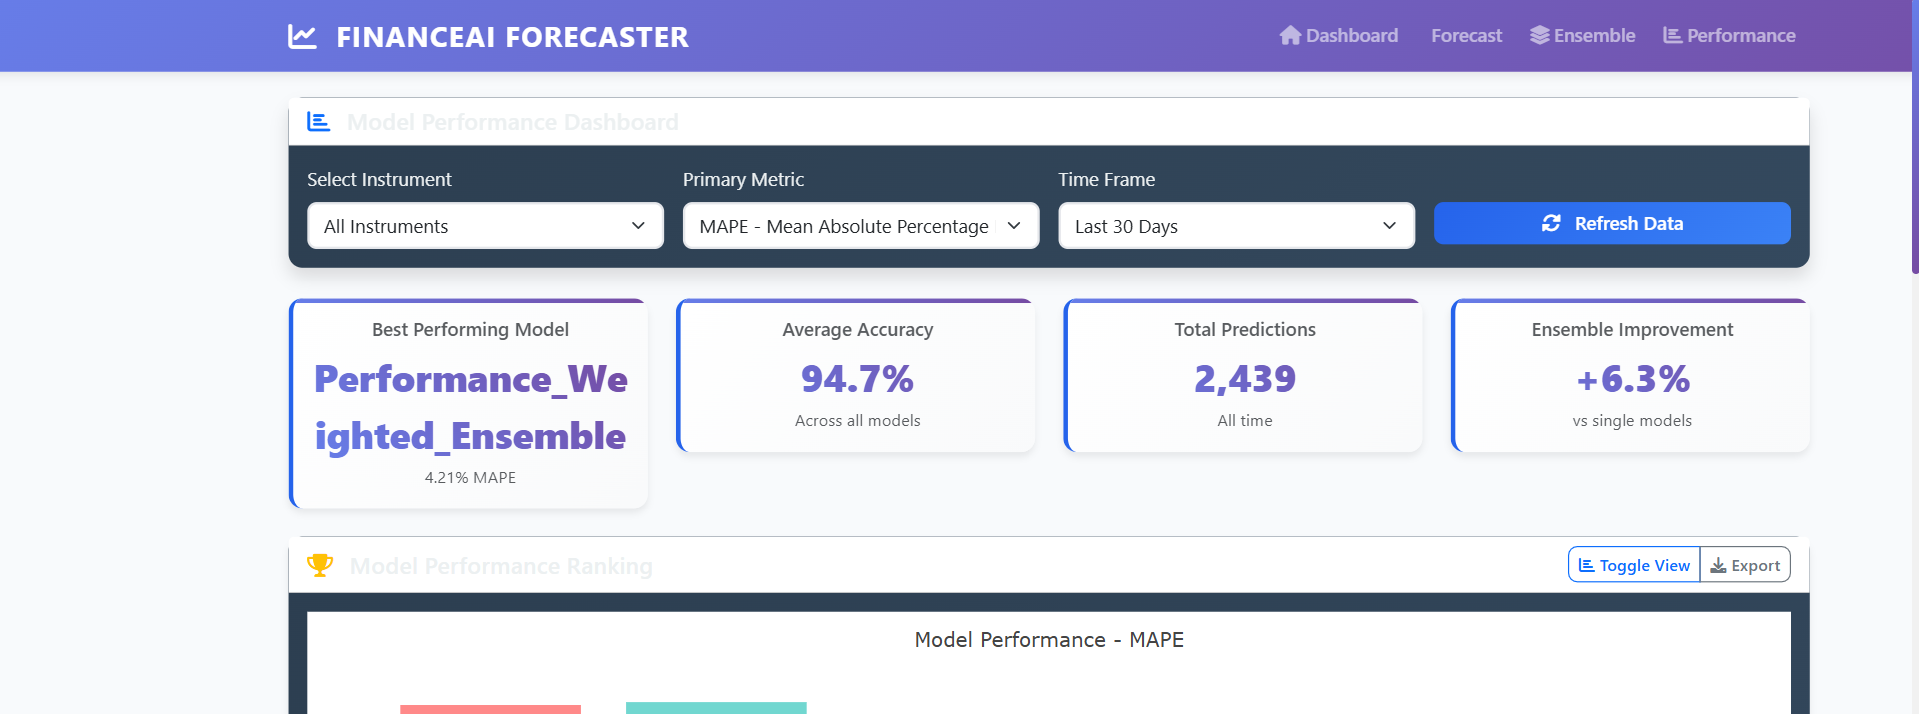 FINANCEAI FORECASTER
Dashboard
Forecast
Ensemble
Performance
Model Performance Dashboard
Select Instrument
Primary Metric
Time Frame
All Instruments
MAPE - Mean Absolute Percentage
Last 30 Days
Refresh Data
Best Performing Model
Performance_We
ighted_Ensemble
4.21% MAPE
Average Accuracy
94.7%
Across all models
Total Predictions
2,439
All time
Ensemble Improvement
+6.3%
vs single models
Model Performance Ranking
Toggle View
Export
Model Performance - MAPE